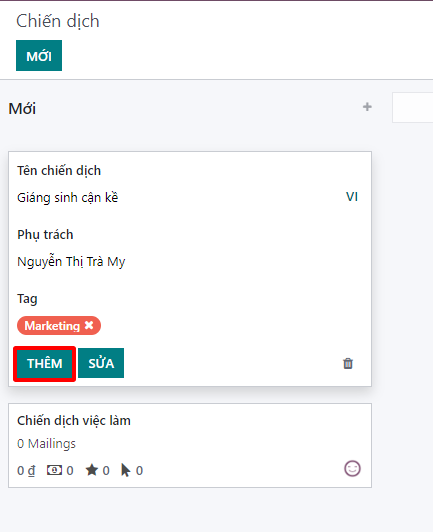 Chiến dịch
MỚI
Mới +
Tên chiến dịch
Giáng sinh cận kề VI
Phụ trách
Nguyễn Thị Trà My
Tag
Marketing ✖
THÊM SỬA
Chiến dịch việc làm
0 Mailings
0 ₫ 0 0 0